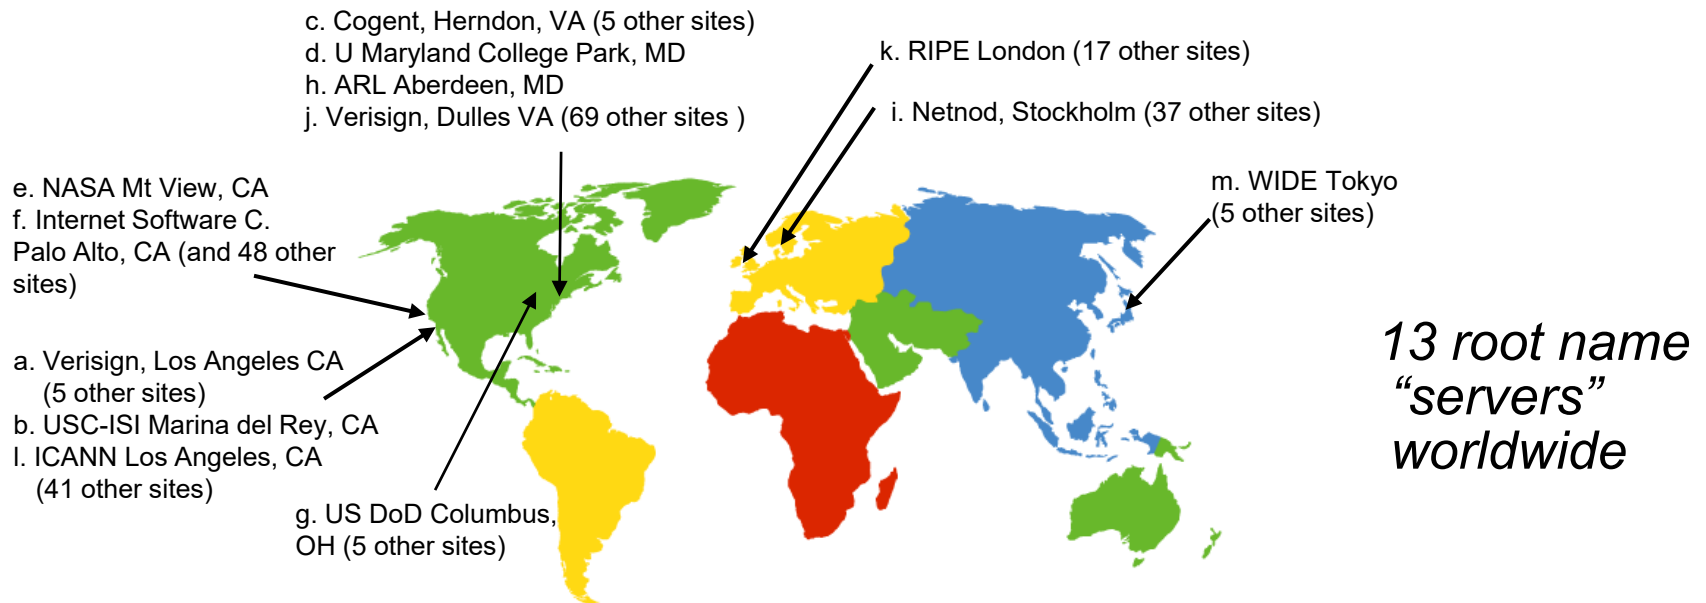 c. Cogent, Herndon, VA (5 other sites)
d. U Maryland College Park, MD
h. ARL Aberdeen, MD
j. Verisign, Dulles VA (69 other sites )
k. RIPE London (17 other sites)
i. Netnod, Stockholm (37 other sites)
m. WIDE Tokyo
(5 other sites)
e. NASA Mt View, CA
f. Internet Software C.
Palo Alto, CA (and 48 other
sites)
a. Verisign, Los Angeles CA
(5 other sites)
b. USC-ISI Marina del Rey, CA
l. ICANN Los Angeles, CA
(41 other sites)
g. US DoD Columbus,
OH (5 other sites)
13 root name
“servers”
worldwide